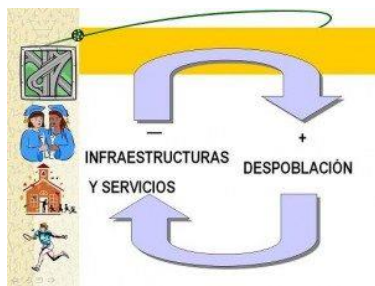 —
+
INFRAESTRUCTURAS
Y SERVICIOS
DESPOBLACIÓN